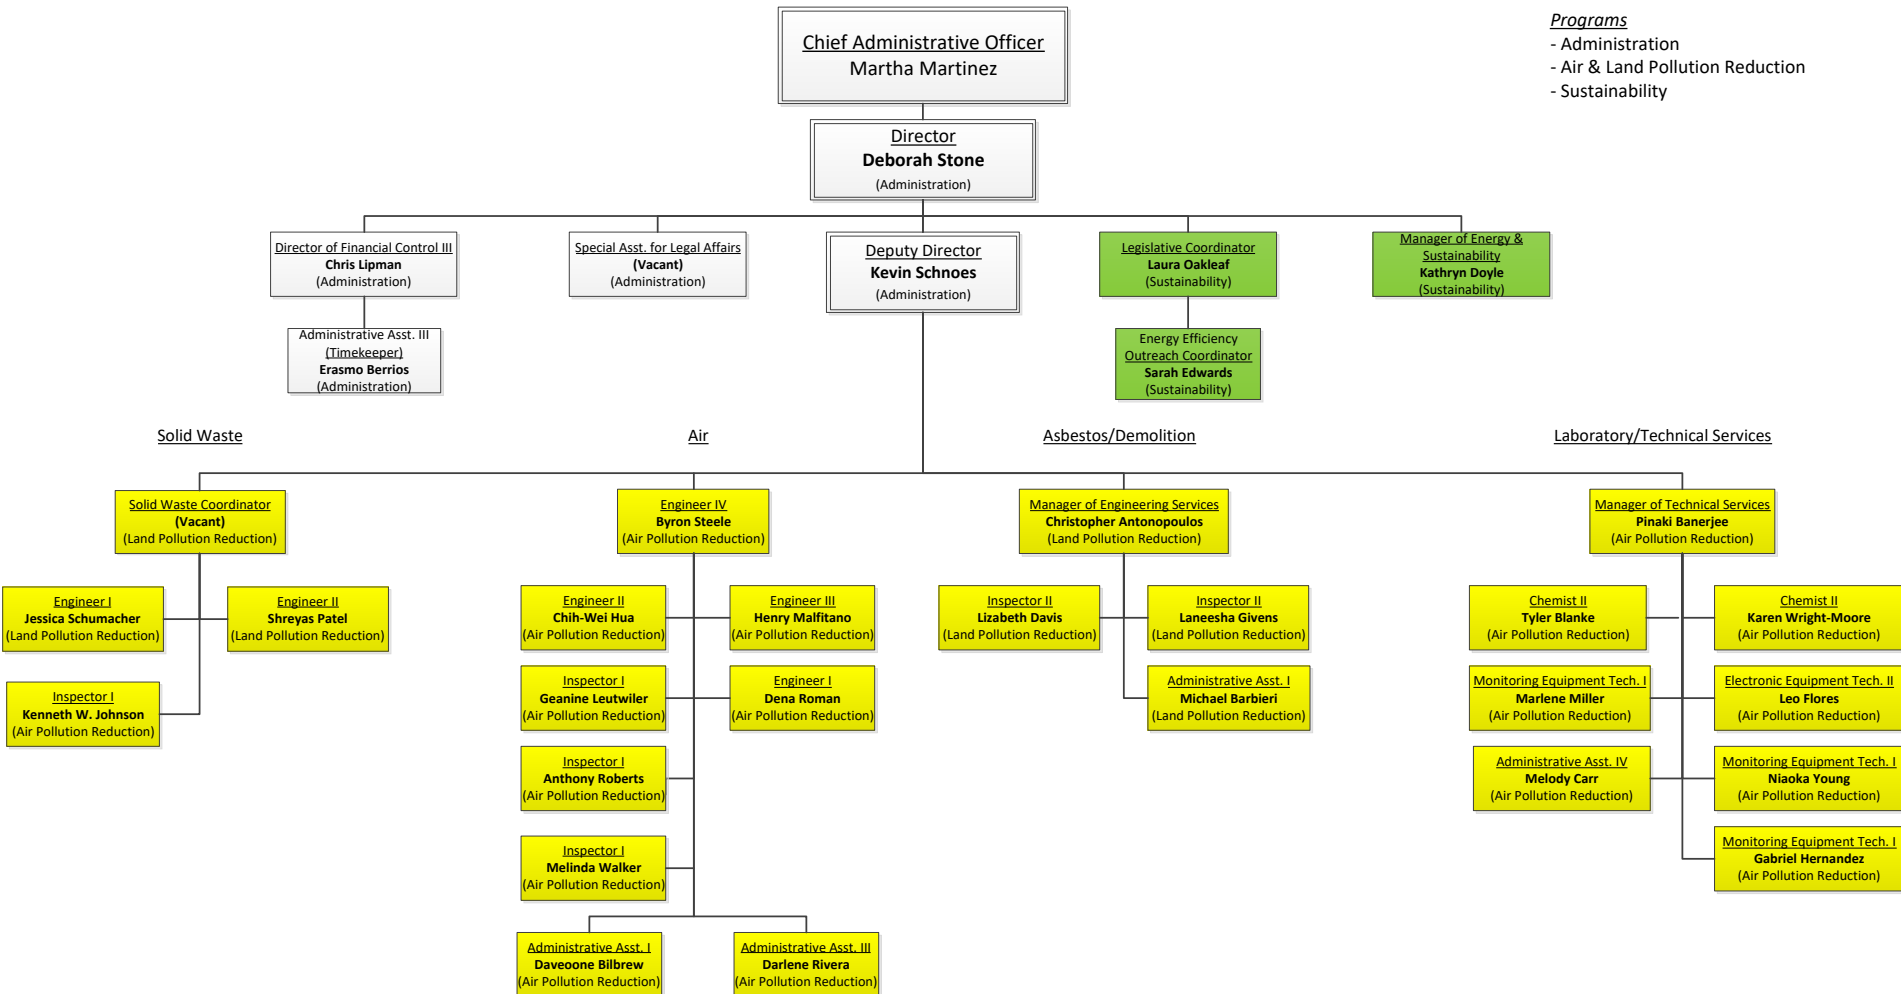 Chief Administrative Officer
Martha Martinez
Programs
- Administration
- Air & Land Pollution Reduction
- Sustainability
Director
Deborah Stone
(Administration)
Director of Financial Control III
Chris Lipman
(Administration)
Special Asst. for Legal Affairs
(Vacant)
(Administration)
Deputy Director
Kevin Schnoes
(Administration)
Legislative Coordinator
Laura Oakleaf
(Sustainability)
Manager of Energy &
Sustainability
Kathryn Doyle
(Sustainability)
Administrative Asst. III
(Timekeeper)
Erasmo Berrios
(Administration)
Energy Efficiency
Outreach Coordinator
Sarah Edwards
(Sustainability)
Solid Waste
Air
Asbestos/Demolition
Laboratory/Technical Services
Solid Waste Coordinator
(Vacant)
(Land Pollution Reduction)
Engineer IV
Byron Steele
(Air Pollution Reduction)
Manager of Engineering Services
Christopher Antonopoulos
(Land Pollution Reduction)
Manager of Technical Services
Pinaki Banerjee
(Air Pollution Reduction)
Engineer I
Jessica Schumacher
(Land Pollution Reduction)
Engineer II
Shreyas Patel
(Land Pollution Reduction)
Engineer II
Chih-Wei Hua
(Air Pollution Reduction)
Engineer III
Henry Malfitano
(Air Pollution Reduction)
Inspector II
Lizabeth Davis
(Land Pollution Reduction)
Inspector II
Laneesha Givens
(Land Pollution Reduction)
Chemist II
Tyler Blanke
(Air Pollution Reduction)
Chemist II
Karen Wright-Moore
(Air Pollution Reduction)
Inspector I
Kenneth W. Johnson
(Air Pollution Reduction)
Inspector I
Geanine Leutwiler
(Air Pollution Reduction)
Engineer I
Dena Roman
(Air Pollution Reduction)
Administrative Asst. I
Michael Barbieri
(Land Pollution Reduction)
Monitoring Equipment Tech. I
Marlene Miller
(Air Pollution Reduction)
Electronic Equipment Tech. II
Leo Flores
(Air Pollution Reduction)
Inspector I
Anthony Roberts
(Air Pollution Reduction)
Administrative Asst. IV
Melody Carr
(Air Pollution Reduction)
Monitoring Equipment Tech. I
Niaoka Young
(Air Pollution Reduction)
Inspector I
Melinda Walker
(Air Pollution Reduction)
Monitoring Equipment Tech. I
Gabriel Hernandez
(Air Pollution Reduction)
Administrative Asst. I
Daveoone Bilbrew
(Air Pollution Reduction)
Administrative Asst. III
Darlene Rivera
(Air Pollution Reduction)